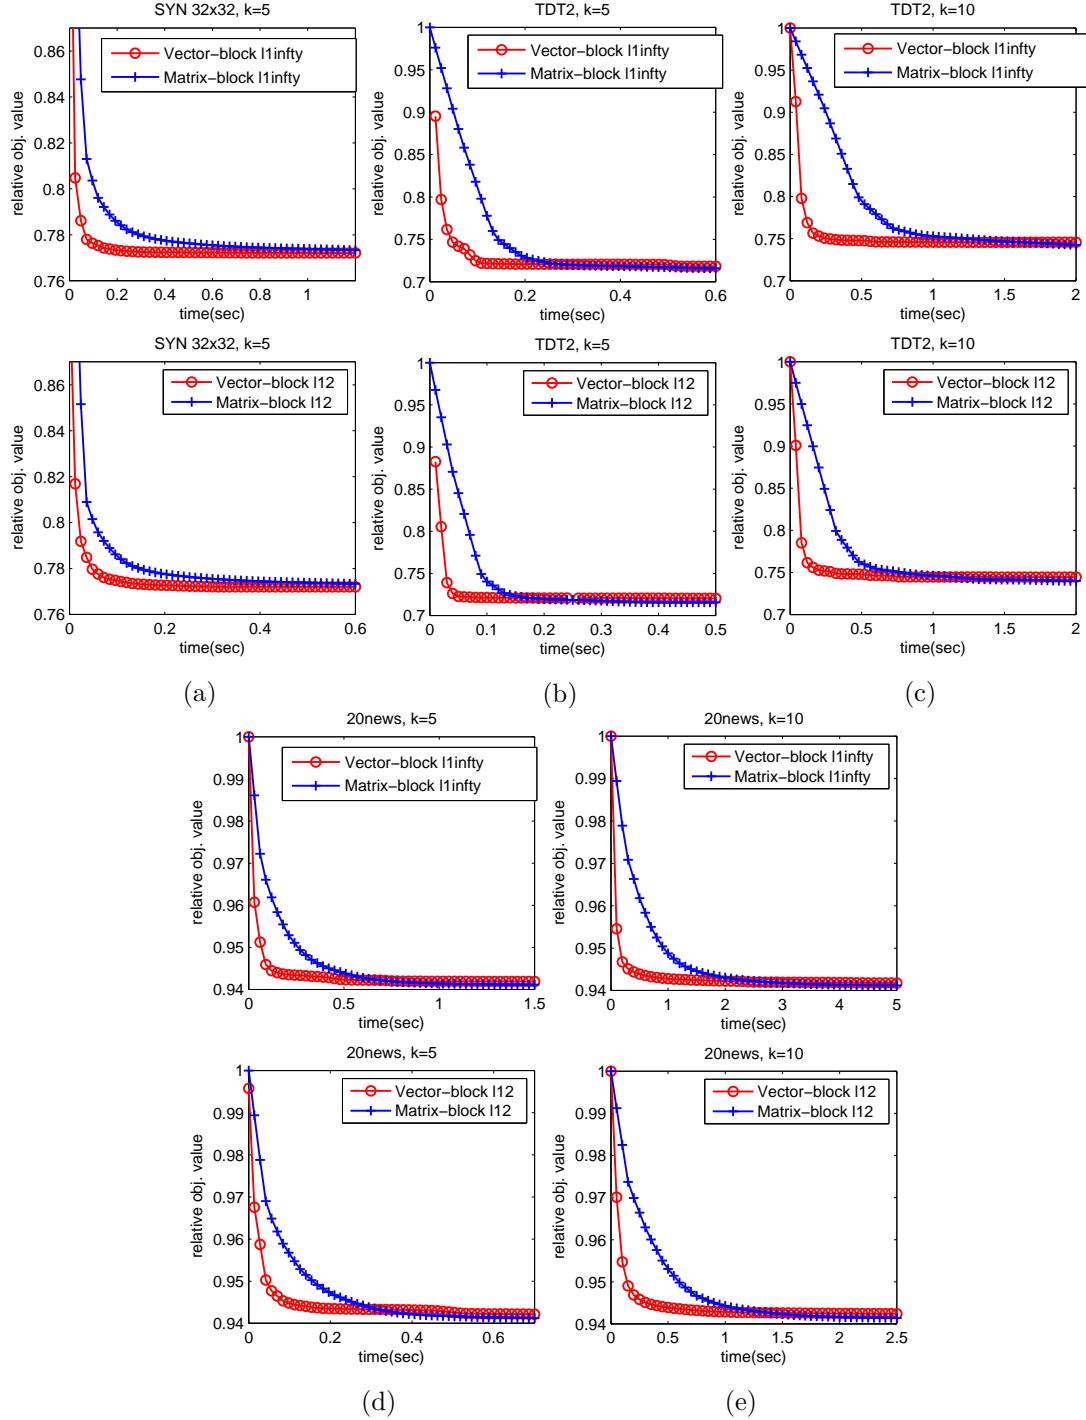 SYN 32x32, k=5
relative obj. value
0.86
0.84
0.82
0.8
0.78
0.76
0 0.2 0.4 0.6 0.8 1
time(sec)
Vector−block l1infty
Matrix−block l1infty
TDT2, k=5
relative obj. value
1
0.95
0.9
0.85
0.8
0.75
0.7
0 0.2 0.4 0.6
time(sec)
Vector−block l1infty
Matrix−block l1infty
TDT2, k=10
relative obj. value
1
0.95
0.9
0.85
0.8
0.75
0.7
0 0.5 1 1.5 2
time(sec)
Vector−block l1infty
Matrix−block l1infty
SYN 32x32, k=5
relative obj. value
0.86
0.84
0.82
0.8
0.78
0.76
0 0.2 0.4 0.6
time(sec)
Vector−block l12
Matrix−block l12
TDT2, k=5
relative obj. value
1
0.95
0.9
0.85
0.8
0.75
0.7
0 0.1 0.2 0.3 0.4 0.5
time(sec)
Vector−block l12
Matrix−block l12
TDT2, k=10
relative obj. value
1
0.95
0.9
0.85
0.8
0.75
0.7
0 0.5 1 1.5 2
time(sec)
Vector−block l12
Matrix−block l12
(a) (b) (c)
20news, k=5
relative obj. value
1
0.99
0.98
0.97
0.96
0.95
0.94
0 0.5 1 1.5
time(sec)
Vector−block l1infty
Matrix−block l1infty
20news, k=10
relative obj. value
1
0.99
0.98
0.97
0.96
0.95
0.94
0 1 2 3 4 5
time(sec)
Vector−block l1infty
Matrix−block l1infty
20news, k=5
relative obj. value
1
0.99
0.98
0.97
0.96
0.95
0.94
0 0.2 0.4 0.6
time(sec)
Vector−block l12
Matrix−block l12
20news, k=10
relative obj. value
1
0.99
0.98
0.97
0.96
0.95
0.94
0 0.5 1 1.5 2 2.5
time(sec)
Vector−block l12
Matrix−block l12
(d) (e)